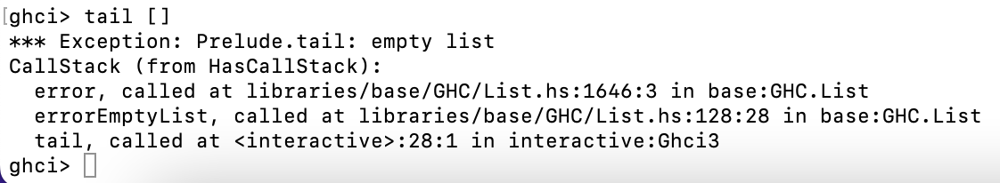 [ghci> tail []
*** Exception: Prelude.tail: empty list
CallStack (from HasCallStack):
  error, called at libraries/base/GHC/List.hs:1646:3 in base:GHC.List
  errorEmptyList, called at libraries/base/GHC/List.hs:128:28 in base:GHC.List
  tail, called at <interactive>:28:1 in interactive:Ghci3
ghci>